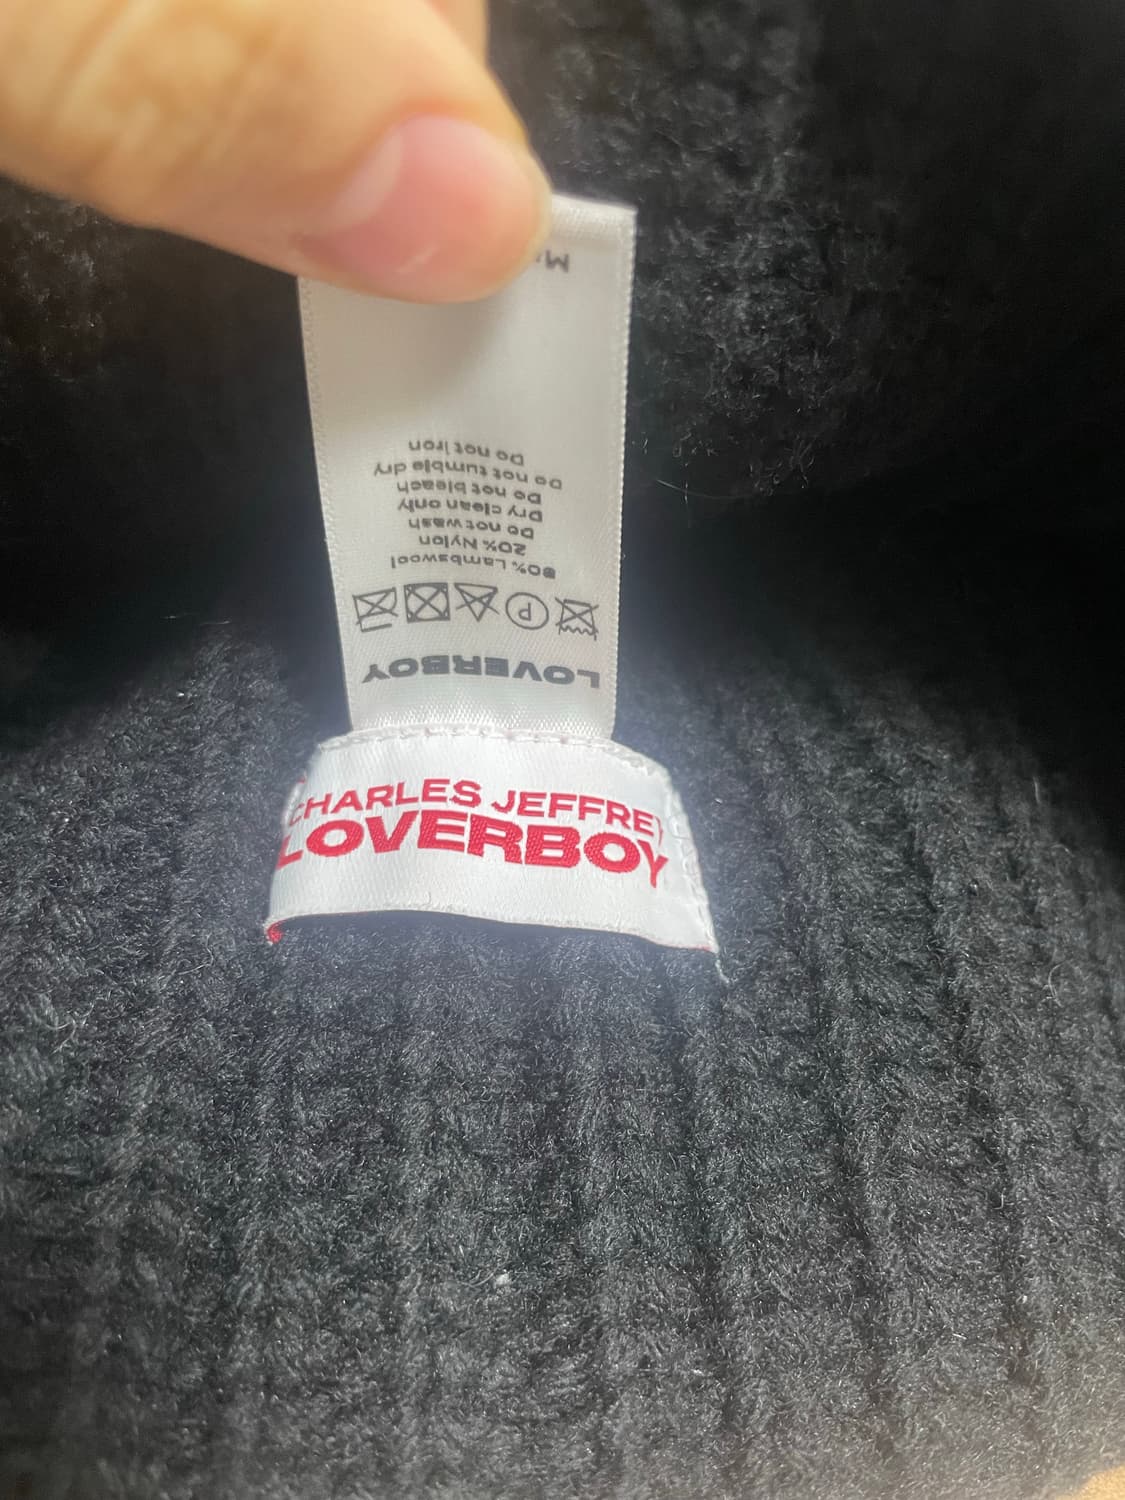 CHARLES JEFFREY
LOVERBOY
LOVERBOY
80% Lambswool
20% Nylon
Do not wash
Dry clean only
Do not bleach
Do not tumble dry
Do not Iron